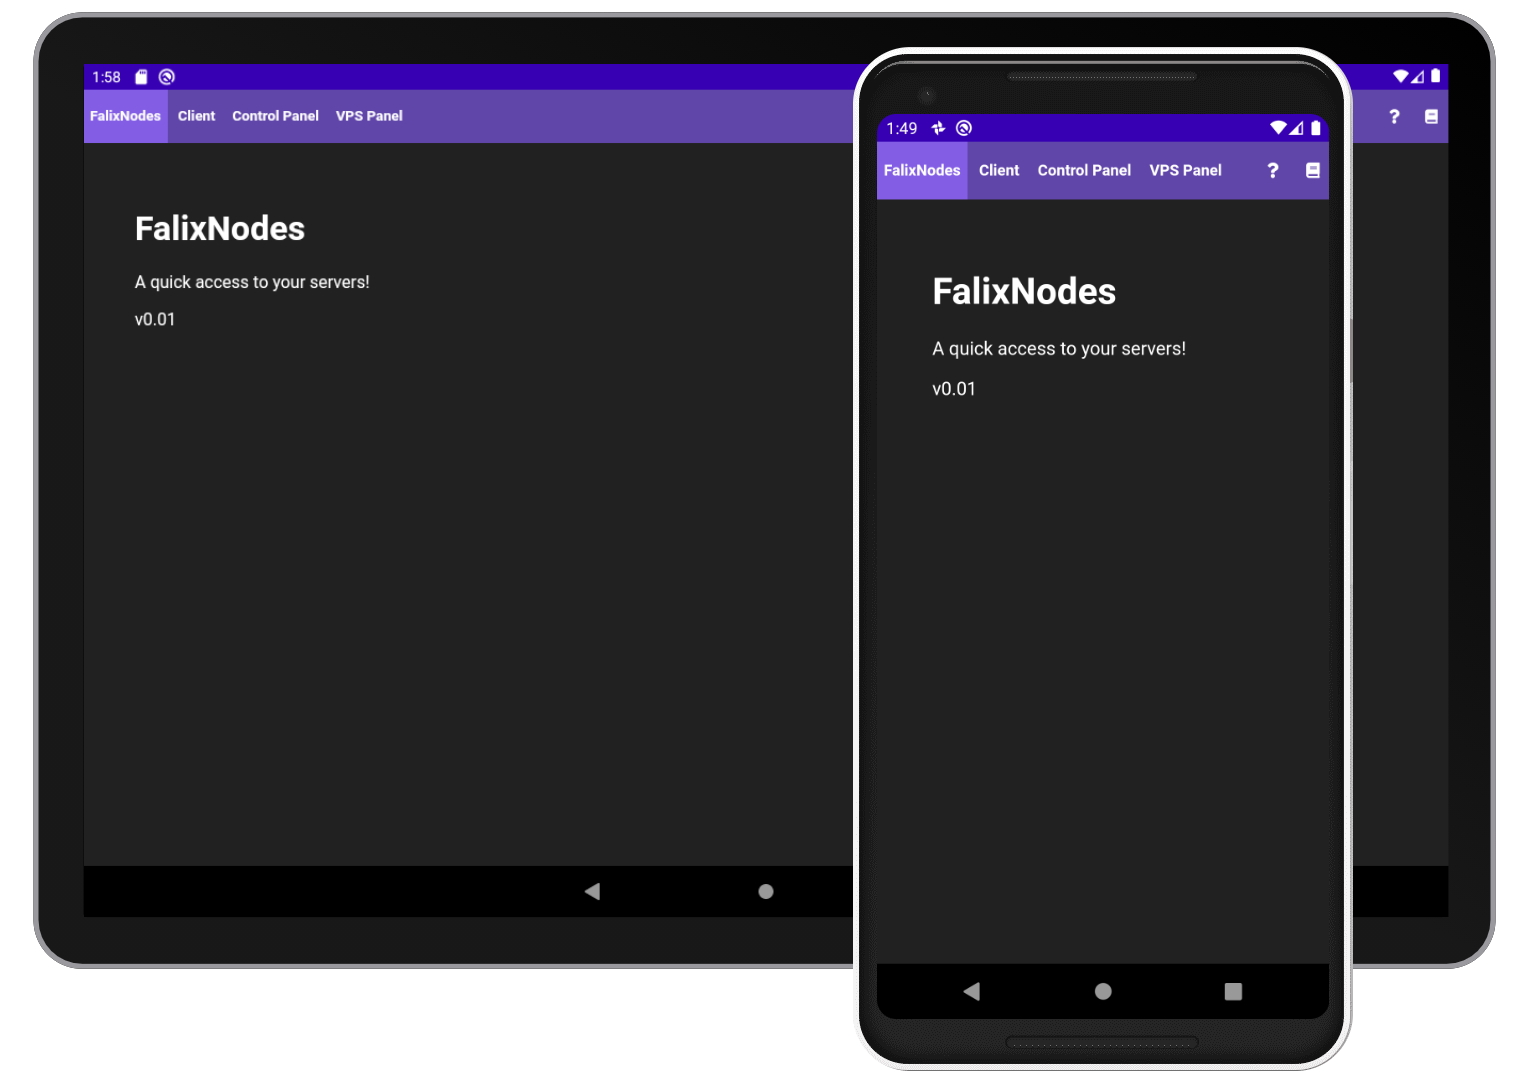 1:58
FalixNodes Client Control Panel VPS Panel
?
FalixNodes
A quick access to your servers!
v0.01
1:49
FalixNodes Client Control Panel VPS Panel ?
FalixNodes
A quick access to your servers!
v0.01